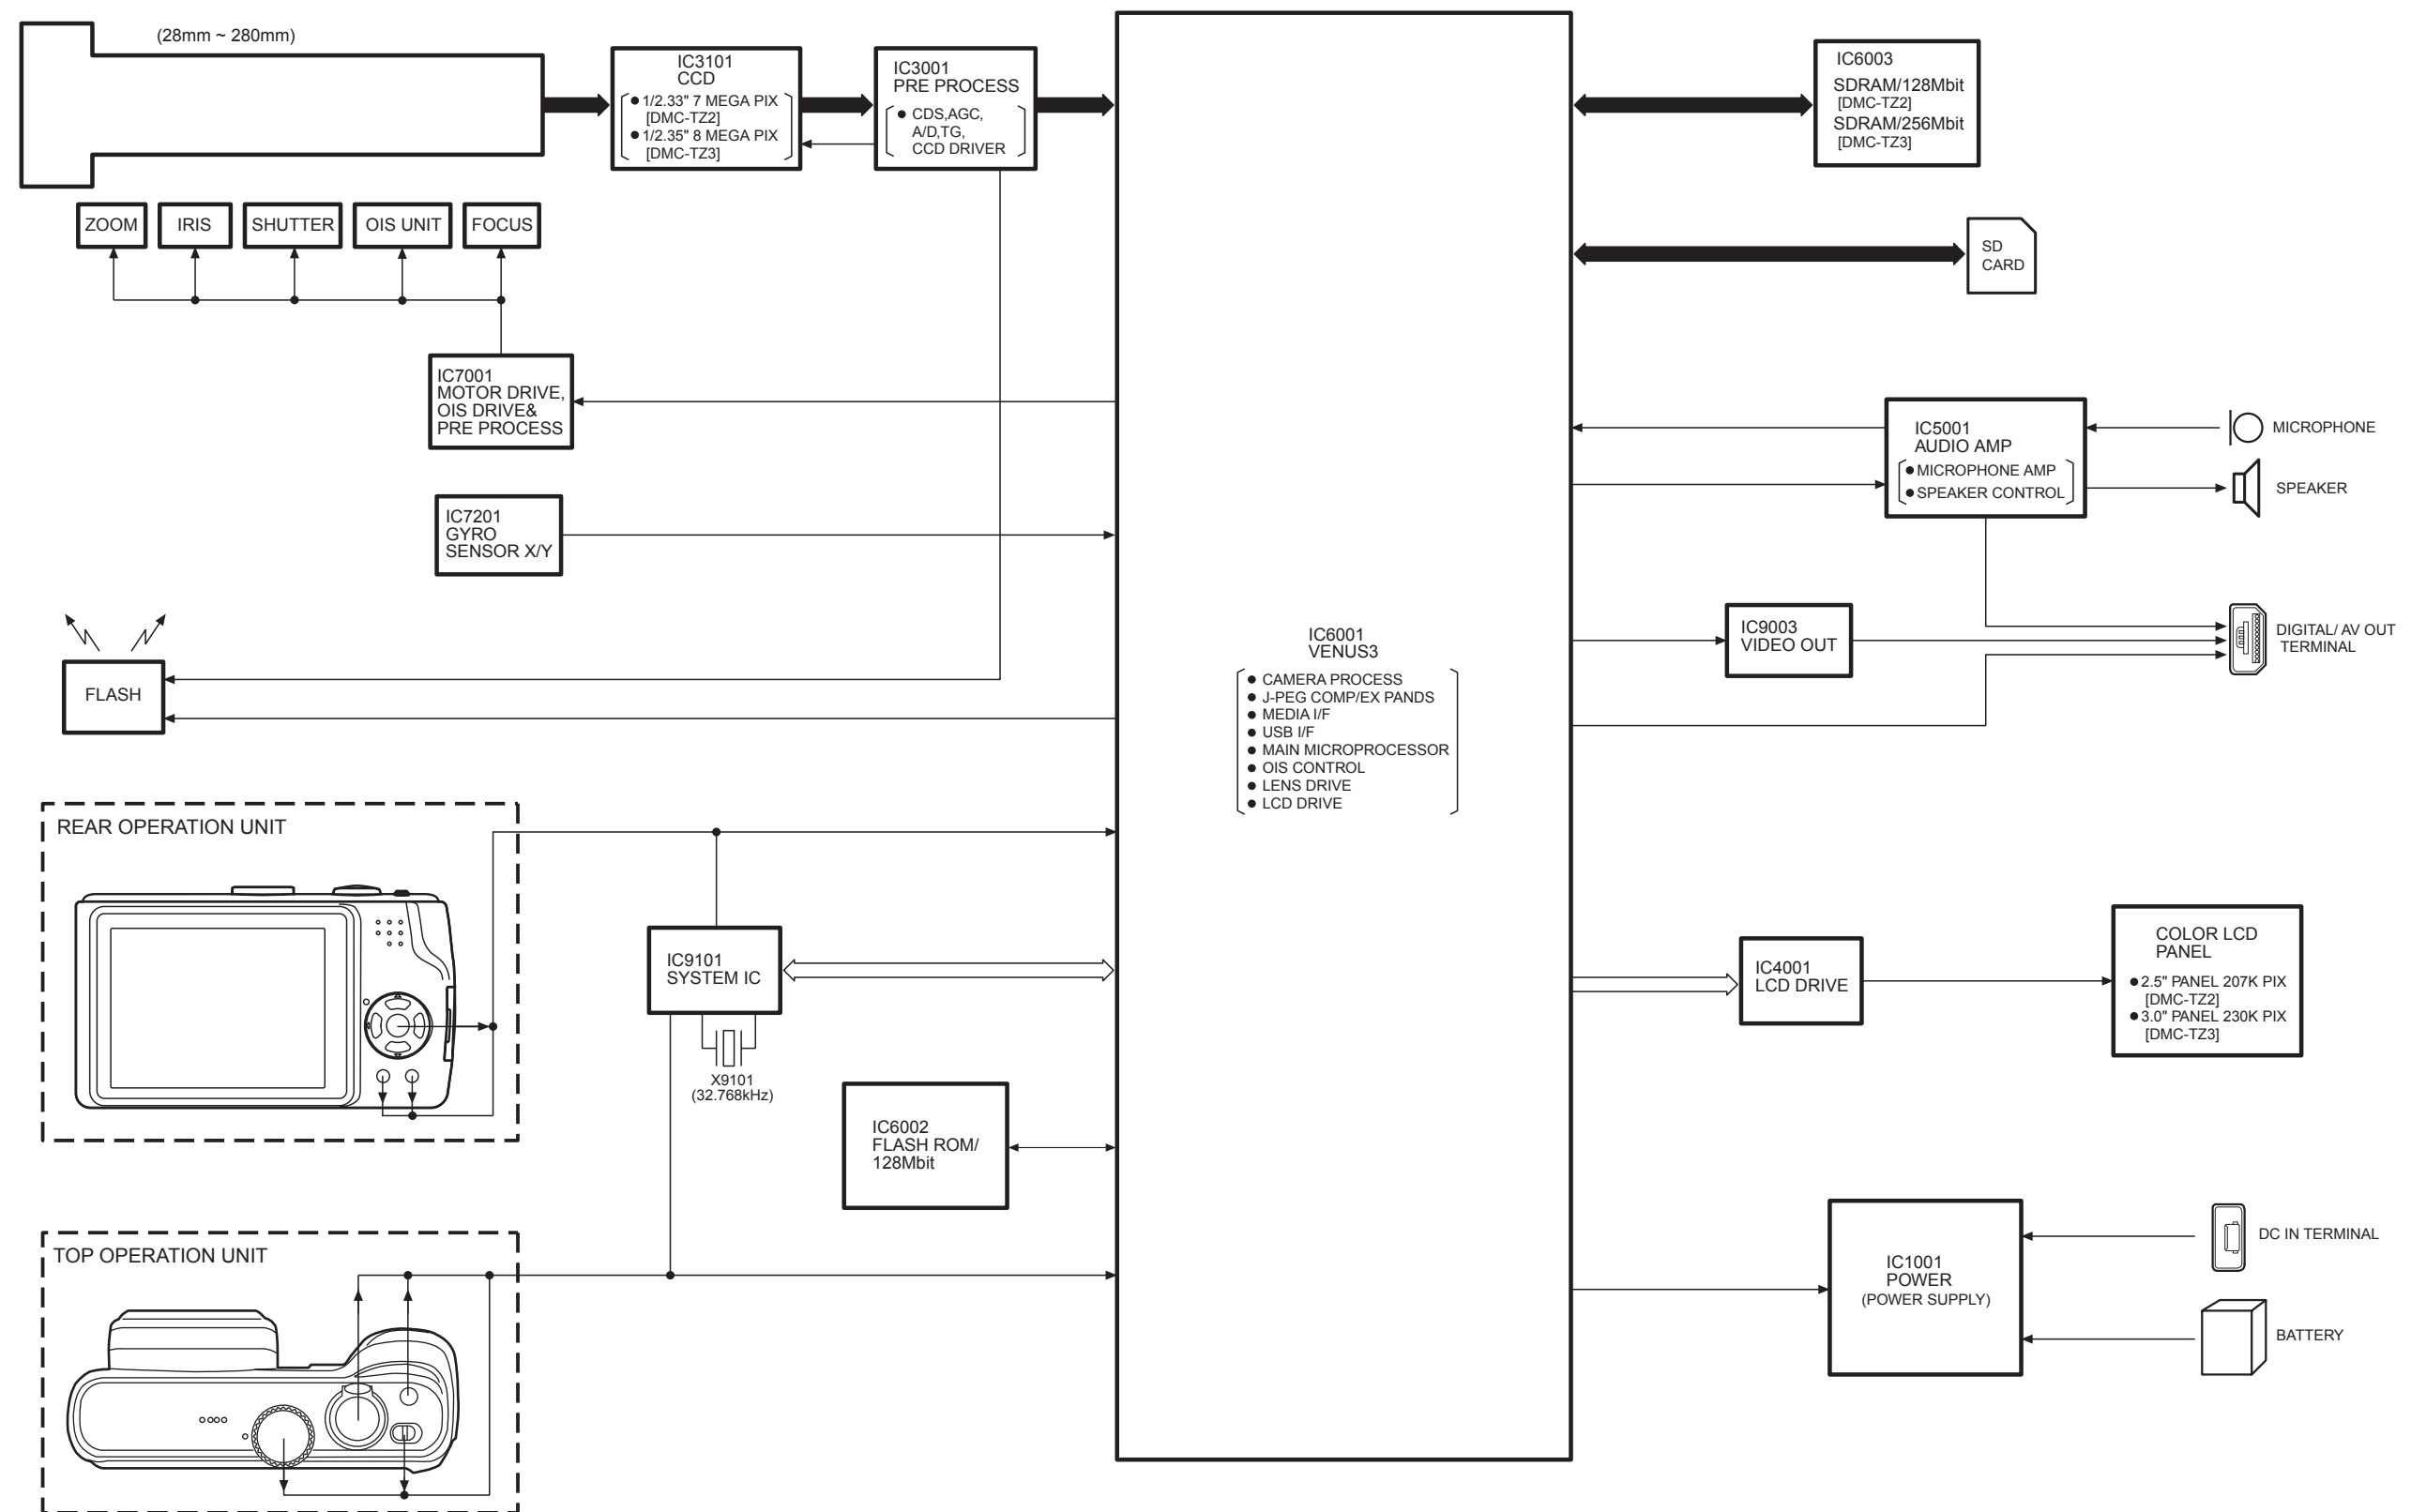 (28mm ~ 280mm)
IC3101
CCD
● 1/2.33" 7 MEGA PIX
[DMC-TZ2]
● 1/2.35" 8 MEGA PIX
[DMC-TZ3]
IC3001
PRE PROCESS
● CDS,AGC,
A/D,TG,
CCD DRIVER
IC6003
SDRAM/128Mbit
[DMC-TZ2]
SDRAM/256Mbit
[DMC-TZ3]
ZOOM
IRIS
SHUTTER
OIS UNIT
FOCUS
SD
CARD
IC7001
MOTOR DRIVE,
OIS DRIVE&
PRE PROCESS
IC5001
AUDIO AMP
● MICROPHONE AMP
● SPEAKER CONTROL
MICROPHONE
SPEAKER
IC7201
GYRO
SENSOR X/Y
FLASH
IC6001
VENUS3
● CAMERA PROCESS
● J-PEG COMP/EX PANDS
● MEDIA I/F
● USB I/F
● MAIN MICROPROCESSOR
● OIS CONTROL
● LENS DRIVE
● LCD DRIVE
IC9003
VIDEO OUT
DIGITAL/ AV OUT
TERMINAL
REAR OPERATION UNIT
IC9101
SYSTEM IC
X9101
(32.768kHz)
IC4001
LCD DRIVE
COLOR LCD
PANEL
● 2.5" PANEL 207K PIX
[DMC-TZ2]
● 3.0" PANEL 230K PIX
[DMC-TZ3]
IC6002
FLASH ROM/
128Mbit
TOP OPERATION UNIT
IC1001
POWER
(POWER SUPPLY)
DC IN TERMINAL
BATTERY